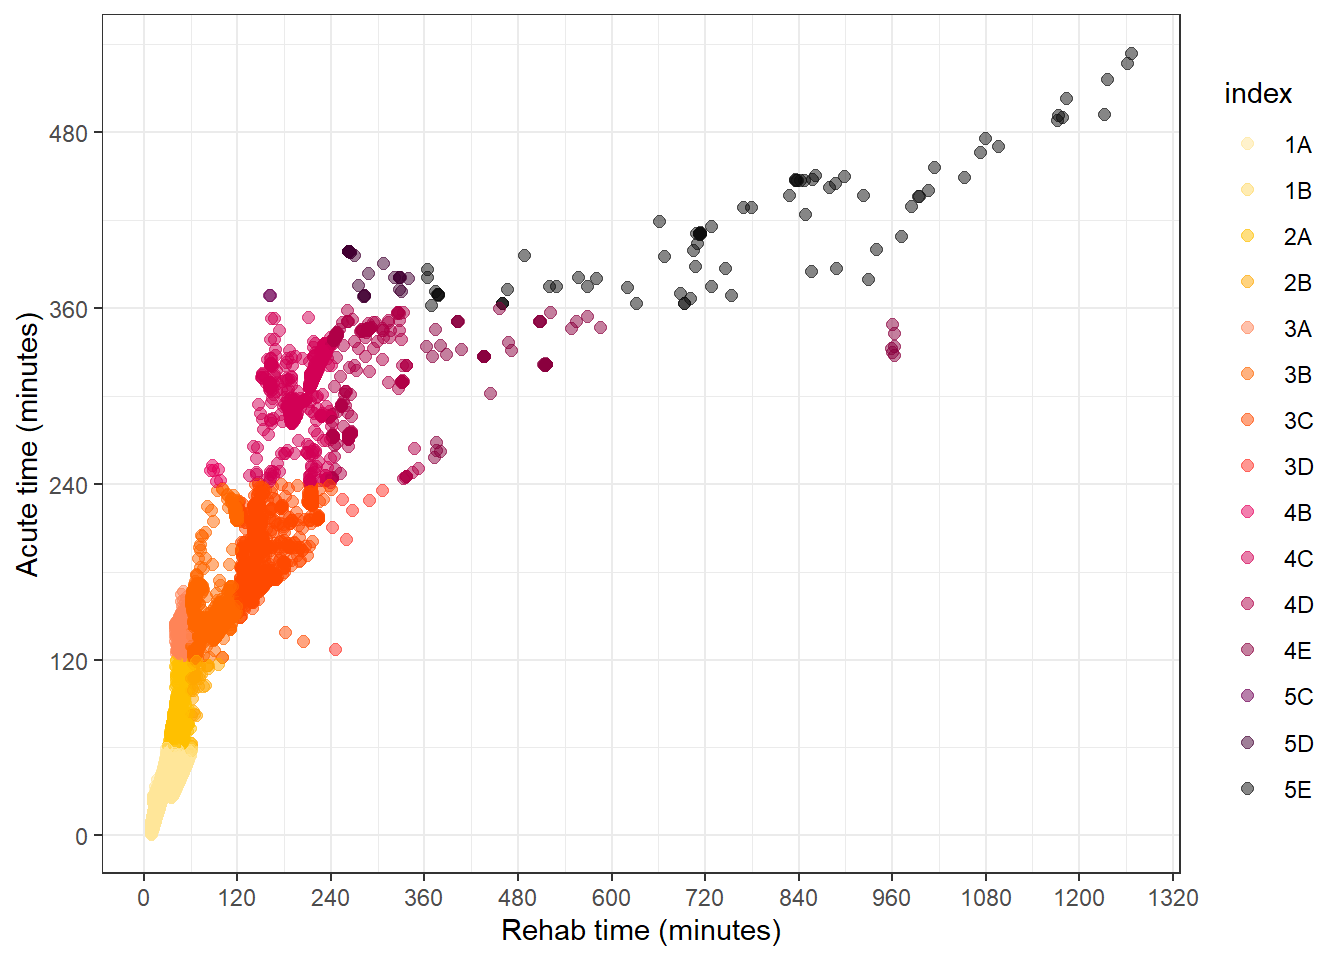 index
1A
1B
2A
2B
3A
3B
3C
3D
4B
4C
4D
4E
5C
5D
5E
Acute time (minutes)
480
360
240
120
0
0 120 240 360 480 600 720 840 960 1080 1200 1320
Rehab time (minutes)